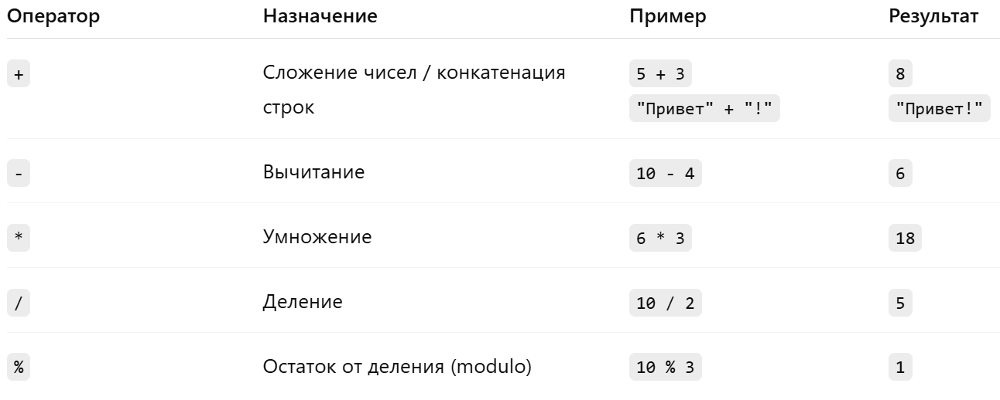 Оператор Назначение Пример Результат
+ Сложение чисел / конкатенация 5 + 3 8
строк "Привет" + "!" "Привет!"
- Вычитание 10 - 4 6
* Умножение 6 * 3 18
/ Деление 10 / 2 5
% Остаток от деления (modulo) 10 % 3 1